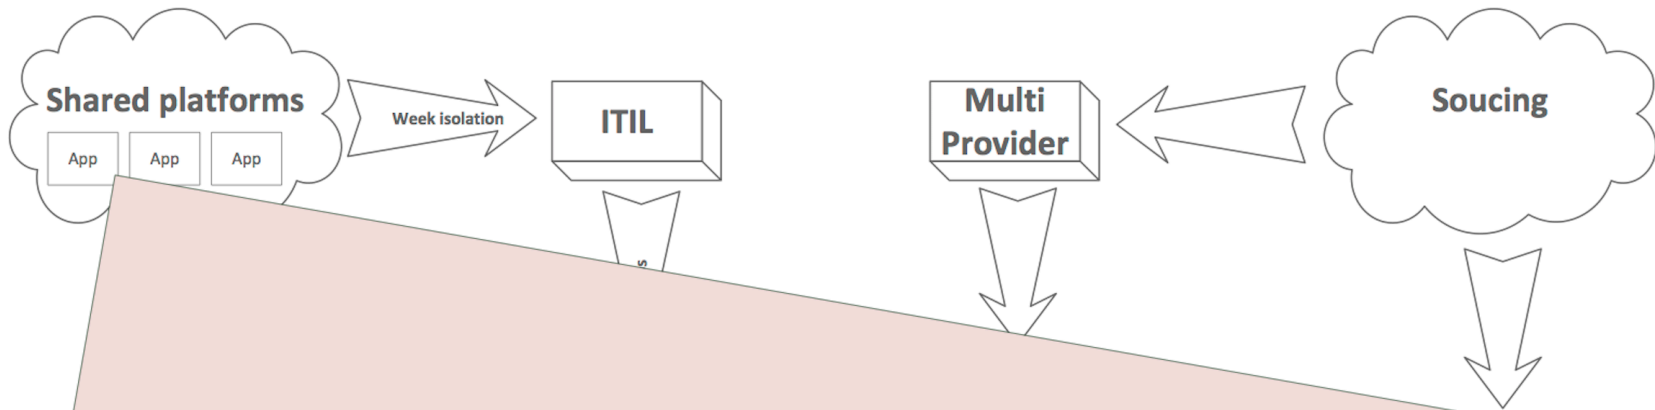 Shared platforms
App
App
App
Week isolation
ITIL
Multi
Provider
Soucing